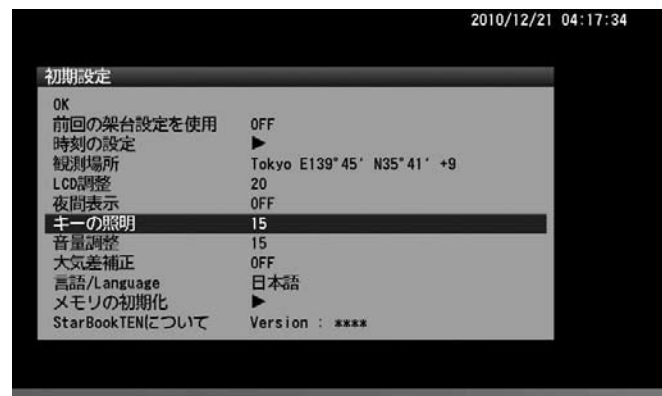 2010/12/21 04:17:34
初期設定
OK
前回の架台設定を使用 OFF
時刻の設定 ▶
観測場所 Tokyo E139°45′ N35°41′ +9
LCD調整 20
夜間表示 OFF
キーの照明 15
音量調整 15
大気差補正 OFF
言語/Language 日本語
メモリの初期化 ▶
StarBookTENについて Version : ****